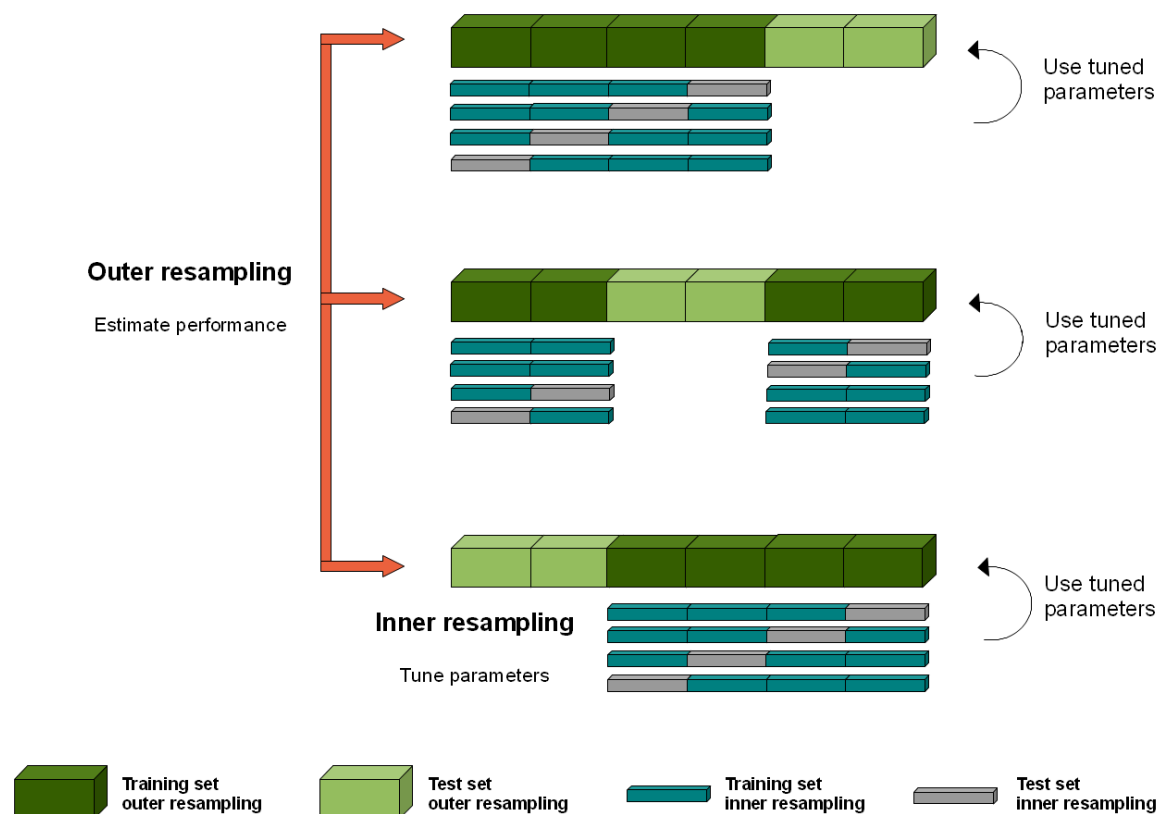 Use tuned
parameters
Outer resampling
Estimate performance
Use tuned
parameters
Use tuned
parameters
Inner resampling
Tune parameters
Training set
outer resampling
Test set
outer resampling
Training set
inner resampling
Test set
inner resampling